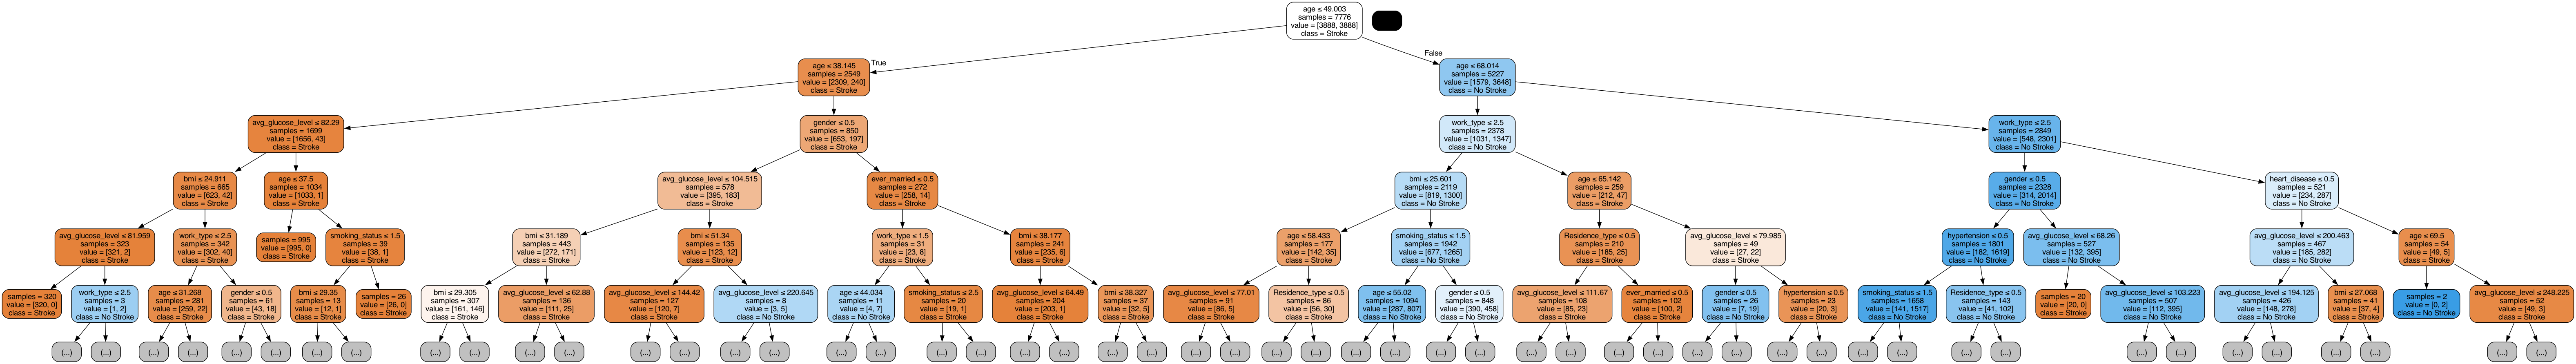 age ≤ 49.003
samples = 7776
value = [3888, 3888]
class = Stroke
True
False
age ≤ 38.145
samples = 2549
value = [2309, 240]
class = Stroke
age ≤ 68.014
samples = 5227
value = [1579, 3648]
class = No Stroke
avg_glucose_level ≤ 82.29
samples = 1699
value = [1656, 43]
class = Stroke
gender ≤ 0.5
samples = 850
value = [653, 197]
class = Stroke
work_type ≤ 2.5
samples = 2378
value = [1031, 1347]
class = No Stroke
work_type ≤ 2.5
samples = 2849
value = [548, 2301]
class = No Stroke
bmi ≤ 24.911
samples = 665
value = [623, 42]
class = Stroke
age ≤ 37.5
samples = 1034
value = [1033, 1]
class = Stroke
avg_glucose_level ≤ 104.515
samples = 578
value = [395, 183]
class = Stroke
ever_married ≤ 0.5
samples = 272
value = [258, 14]
class = Stroke
bmi ≤ 25.601
samples = 2119
value = [819, 1300]
class = No Stroke
age ≤ 65.142
samples = 259
value = [212, 47]
class = Stroke
gender ≤ 0.5
samples = 2328
value = [314, 2014]
class = No Stroke
heart_disease ≤ 0.5
samples = 521
value = [234, 287]
class = No Stroke
avg_glucose_level ≤ 81.959
samples = 323
value = [321, 2]
class = Stroke
work_type ≤ 2.5
samples = 342
value = [302, 40]
class = Stroke
samples = 995
value = [995, 0]
class = Stroke
smoking_status ≤ 1.5
samples = 39
value = [38, 1]
class = Stroke
bmi ≤ 31.189
samples = 443
value = [272, 171]
class = Stroke
bmi ≤ 51.34
samples = 135
value = [123, 12]
class = Stroke
work_type ≤ 1.5
samples = 31
value = [23, 8]
class = Stroke
bmi ≤ 38.177
samples = 241
value = [235, 6]
class = Stroke
age ≤ 58.433
samples = 177
value = [142, 35]
class = Stroke
smoking_status ≤ 1.5
samples = 1942
value = [677, 1265]
class = No Stroke
Residence_type ≤ 0.5
samples = 210
value = [185, 25]
class = Stroke
avg_glucose_level ≤ 79.985
samples = 49
value = [27, 22]
class = Stroke
hypertension ≤ 0.5
samples = 1801
value = [182, 1619]
class = No Stroke
avg_glucose_level ≤ 68.26
samples = 527
value = [132, 395]
class = No Stroke
avg_glucose_level ≤ 200.463
samples = 467
value = [185, 282]
class = No Stroke
age ≤ 69.5
samples = 54
value = [49, 5]
class = Stroke
samples = 320
value = [320, 0]
class = Stroke
work_type ≤ 2.5
samples = 3
value = [1, 2]
class = No Stroke
age ≤ 31.268
samples = 281
value = [259, 22]
class = Stroke
gender ≤ 0.5
samples = 61
value = [43, 18]
class = Stroke
bmi ≤ 29.35
samples = 13
value = [12, 1]
class = Stroke
samples = 26
value = [26, 0]
class = Stroke
bmi ≤ 29.305
samples = 307
value = [161, 146]
class = Stroke
avg_glucose_level ≤ 62.88
samples = 136
value = [111, 25]
class = Stroke
avg_glucose_level ≤ 144.42
samples = 127
value = [120, 7]
class = Stroke
avg_glucose_level ≤ 220.645
samples = 8
value = [3, 5]
class = No Stroke
age ≤ 44.034
samples = 11
value = [4, 7]
class = No Stroke
smoking_status ≤ 2.5
samples = 20
value = [19, 1]
class = Stroke
avg_glucose_level ≤ 64.49
samples = 204
value = [203, 1]
class = Stroke
bmi ≤ 38.327
samples = 37
value = [32, 5]
class = Stroke
avg_glucose_level ≤ 77.01
samples = 91
value = [86, 5]
class = Stroke
Residence_type ≤ 0.5
samples = 86
value = [56, 30]
class = Stroke
age ≤ 55.02
samples = 1094
value = [287, 807]
class = No Stroke
gender ≤ 0.5
samples = 848
value = [390, 458]
class = No Stroke
avg_glucose_level ≤ 111.67
samples = 108
value = [85, 23]
class = Stroke
ever_married ≤ 0.5
samples = 102
value = [100, 2]
class = Stroke
gender ≤ 0.5
samples = 26
value = [7, 19]
class = No Stroke
hypertension ≤ 0.5
samples = 23
value = [20, 3]
class = Stroke
smoking_status ≤ 1.5
samples = 1658
value = [141, 1517]
class = No Stroke
Residence_type ≤ 0.5
samples = 143
value = [41, 102]
class = No Stroke
samples = 20
value = [20, 0]
class = Stroke
avg_glucose_level ≤ 103.223
samples = 507
value = [112, 395]
class = No Stroke
avg_glucose_level ≤ 194.125
samples = 426
value = [148, 278]
class = No Stroke
bmi ≤ 27.068
samples = 41
value = [37, 4]
class = Stroke
samples = 2
value = [0, 2]
class = No Stroke
avg_glucose_level ≤ 248.225
samples = 52
value = [49, 3]
class = Stroke
(...) (...) (...) (...) (...) (...) (...) (...) (...) (...) (...) (...) (...) (...) (...) (...) (...) (...) (...) (...) (...) (...) (...) (...) (...) (...) (...) (...) (...) (...) (...) (...) (...) (...) (...) (...) (...) (...) (...) (...) (...) (...) (...) (...) (...) (...) (...) (...) (...) (...) (...) (...) (...) (...)